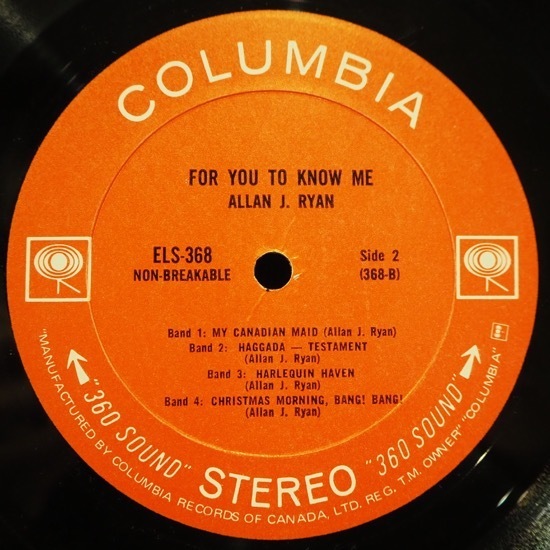 COLUMBIA
FOR YOU TO KNOW ME
ALLAN J. RYAN
ELS-368
NON-BREAKABLE
Side 2
(368-B)
Band 1: MY CANADIAN MAID (Allan J. Ryan)
Band 2: HAGGADA — TESTAMENT
(Allan J. Ryan)
Band 3: HARLEQUIN HAVEN
(Allan J. Ryan)
Band 4: CHRISTMAS MORNING, BANG! BANG!
(Allan J. Ryan)
"360 SOUND" STEREO "360 SOUND"
"MANUFACTURED BY COLUMBIA RECORDS OF CANADA, LTD. REG. T.M. OWNER" "COLUMBIA"